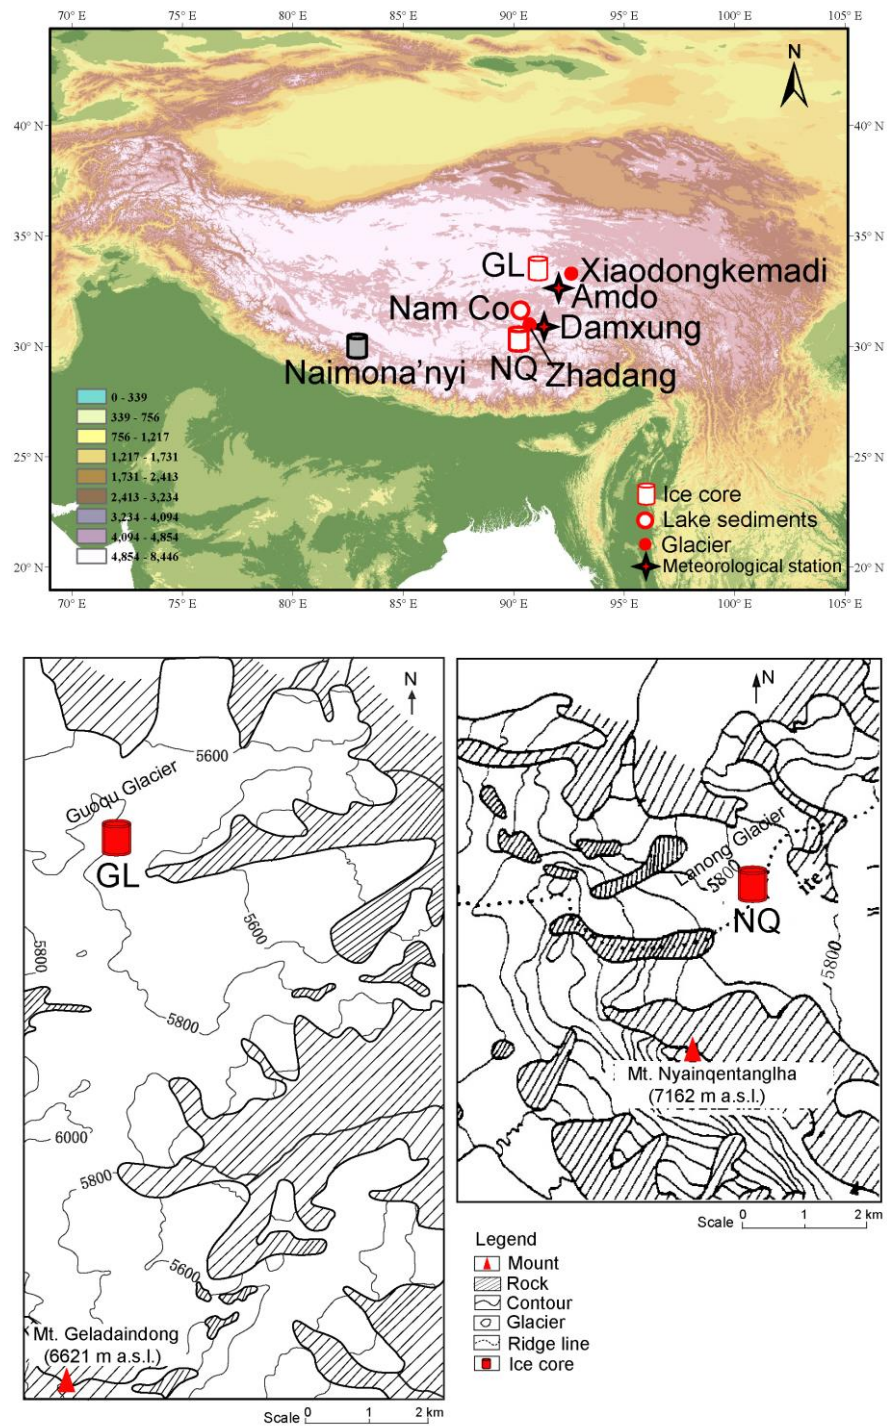 70° E 75° E 80° E 85° E 90° E 95° E 100° E 105° E
N
40° N 40° N
35° N 35° N
GL Xiaodongkemadi
Amdo
Nam Co
Damxung
30° N 30° N
Naimona'nyi NQ Zhadang
0 - 339
339 - 756
756 - 1,217
25° N 25° N
1,217 - 1,731
1,731 - 2,413
2,413 - 3,234
3,234 - 4,094
4,094 - 4,854
4,854 - 8,446
Ice core
Lake sediments
Glacier
Meteorological station
20° N 20° N
70° E 75° E 80° E 85° E 90° E 95° E 100° E 105° E
N
5600
Guoqu Glacier
GL
5600
5800
5800
6000
5800
5600
Mt. Geladaindong
(6621 m a.s.l.)
Scale 0 1 2 km
N
Lanong Glacier
5800
ite
NQ
5800
Mt. Nyainqentanglha
(7162 m a.s.l.)
Scale 0 1 2 km
Legend
Mount
Rock
Contour
Glacier
Ridge line
Ice core